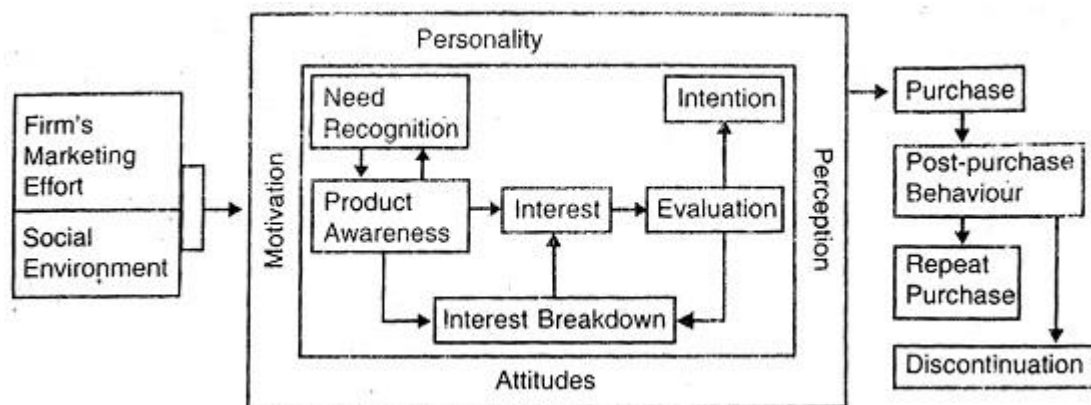 Personality
Need
Recognition
Intention
Purchase
Firm's
Marketing
Effort
Motivation
Perception
Post-purchase
Behaviour
Product
Awareness
Interest
Evaluation
Social
Environment
Repeat
Purchase
Interest Breakdown
Discontinuation
Attitudes